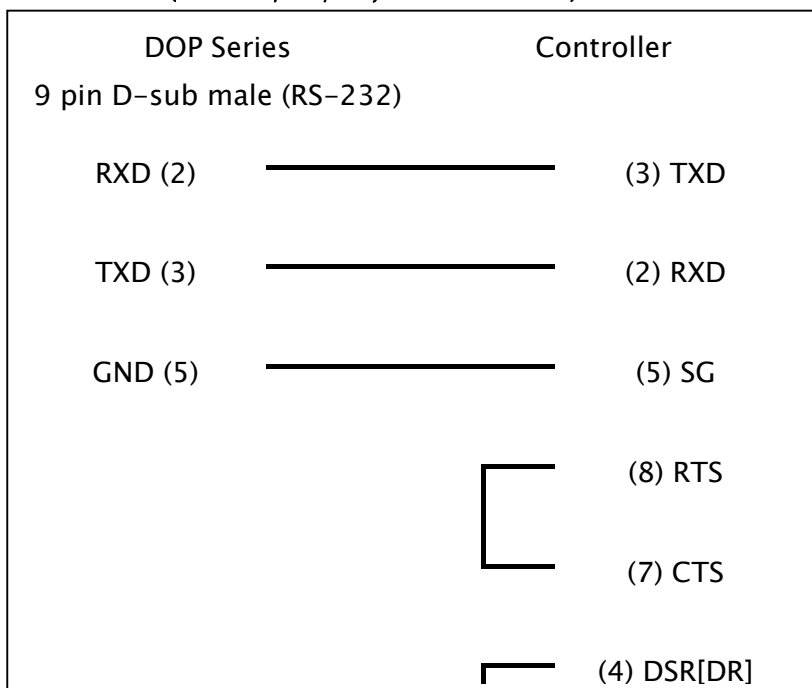 DOP Series Controller
9 pin D-sub male (RS-232)
RXD (2) (3) TXD
TXD (3) (2) RXD
GND (5) (5) SG
(8) RTS
(7) CTS
(4) DSR[DR]